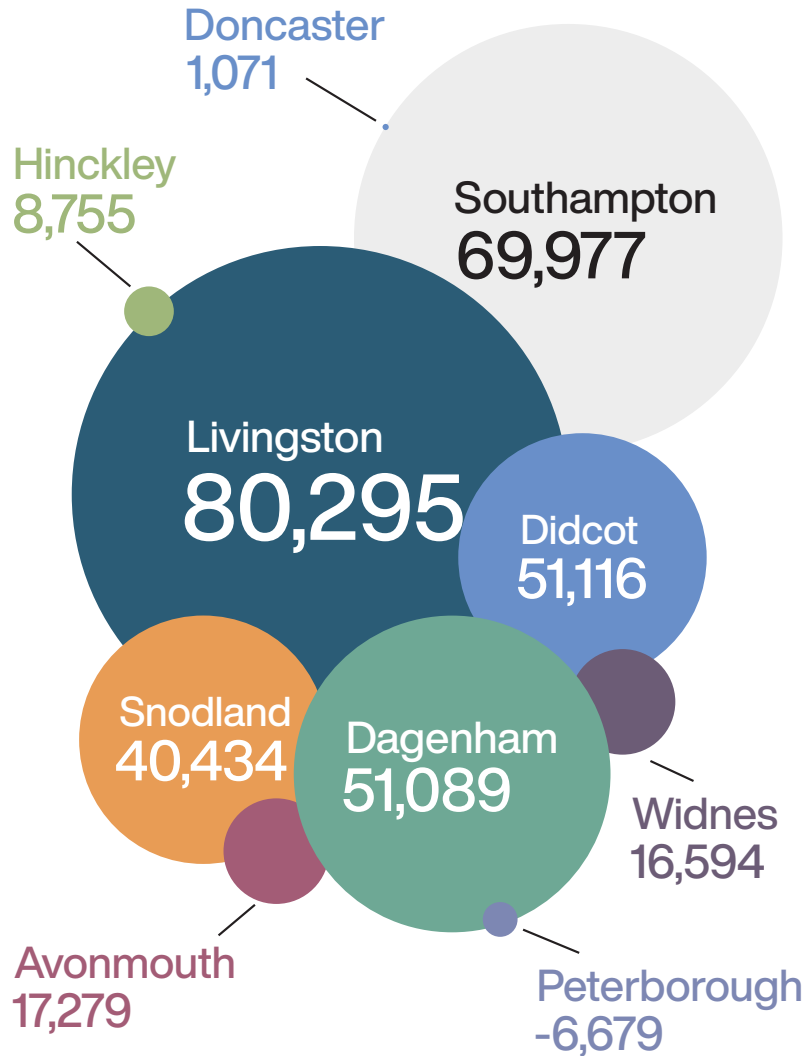 Doncaster
1,071
Hinckley
8,755
Southampton
69,977
Livingston
80,295
Didcot
51,116
Snodland
40,434
Dagenham
51,089
Widnes
16,594
Avonmouth
17,279
Peterborough
-6,679